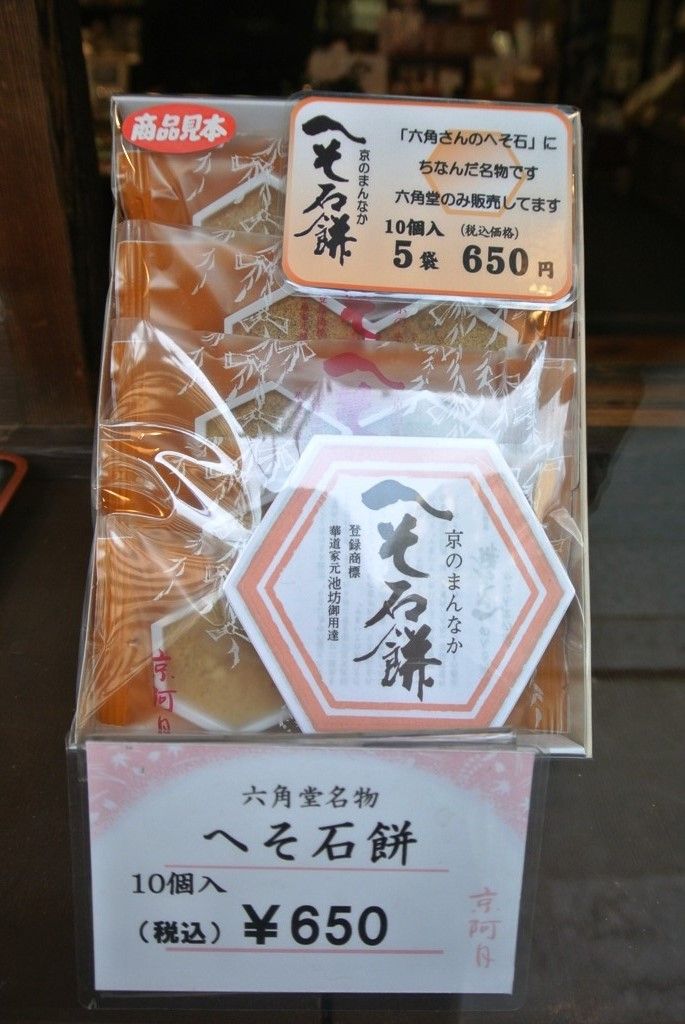 商品見本
へそ石餅
京のまんなか
「六角さんのへそ石」に
ちなんだ名物です
六角堂のみ販売してます
10個入 (税込価格)
5袋 650円
京のまんなか
へそ石餅
登録商標
華道家元池坊御用達
京阿月
六角堂名物
へそ石餅
10個入
(税込) ¥650
京阿月